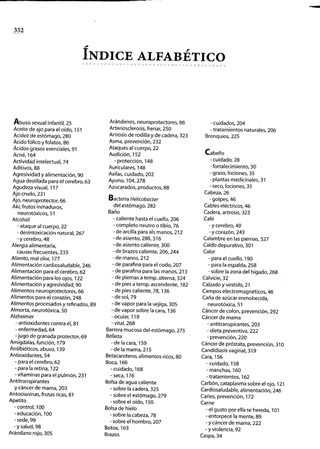 332
ÍNDICE ALFABÉTICO
Abuso sexual infantil, 25
Aceite de ajo para el oído, 151
Acidez de estómago, 280
Ácido fólico y folatos, 86
Ácidos grasos esenciales, 91
Acné, 164
Actividad intelectual, 74
Aditivos, 88
Agresividad y alimentación, 90
Agua destilada para el cerebro, 63
Agudeza visual, 117
Ajo crudo, 231
Ajo, neuroprotector, 66
Aki, frutos inmaduros,
neurotóxicos, 51
Alcohol
- ataque al cuerpo, 22
- desintoxicación natural, 267
- y cerebro, 48
Alergia alimentaria,
causas frecuentes, 233
Aliento, mal olor, 177
Alimentación cardiosaludable, 246
Alimentación para el cerebro, 62
Alimentación para el oído, 142
Alimentación y agresividad, 90
Alimentos neuroprotectores, 66
Alimentos para el corazón, 248
Alimentos procesados y refinados, 89
Almorta, neurotóxico, 50
Alzhéimer
- antioxidantes contra el, 81
- enfermedad, 64
- jugo de granada protector, 69
Amígdalas, función, 179
Antibióticos, abuso, 139
Antioxidantes, 54
- para el cerebro, 62
- para la retina, 122
- vitaminas para el pulmón, 231
Antitranspirantes
y cáncer de mama, 203
Antocianinas, frutas ricas, 81
Apetito
- control, 100
- educación, 100
- sede, 99
- y salud, 98
Arándano rojo, 305
Arándanos, neuroprotectores, 66
Arteriosclerosis, frenar, 250
Artrosis de rodilla y de cadera, 323
Asma, prevención, 232
Ataques al cuerpo, 22
Audición, 152
- protección, 148
Auriculares, 148
Axilas, cuidado, 202
Ayuno, 104, 278
Azucarados, productos, 88
Bacteria Helicobacter
del estómago, 282
Baño
- caliente hasta el cuello, 206
- completo neutro o tibio, 76
- de arcilla para ali manos, 212
- de asiento, 288, 316
- de asiento caliente, 300
- de brazos caliente, 206, 244
- de manos, 212
- de parafina para el codo, 207
- de parafina para las manos, 213
- de piernas a temp. alterna, 328
- de pies a temp. ascendente, 182
- de pies caliente, 78, 136
- de sol, 79
- de vapor para la vejiga, 305
- de vapor sobre la cara, 136
- ocular, 119
- vital, 268
Barrera mucosa del estómago, 275
Belleza
- de la cara, 159
- de la mama, 215
Betacaroteno, alimentos ricos, 80
Boca, 166
- cuidado, 168
- seca, 176
Bolsa de agua caliente
- sobre la cadera, 325
- sobre el estómago, 279
- sobre el oído, 150
Bolsa de hielo
- sobre la cabeza, 78
- sobre el hombro, 207
Botox, 163
Brazos
- cuidados, 204
- tratamientos naturales, 206
Bronquios, 225
Cabello
- cuidado, 28
- fortalecimiento, 30
- graso, lociones, 35
- plantas medicinales, 31
- seco, lociones, 35
Cabeza, 26
- golpes, 46
Cables eléctricos, 46
Cadera, artrosis, 323
Café
- y cerebro, 49
- y corazón, 243
Calambre en las piernas, 327
Caldo depurativo, 301
Calor
- para el cuello, 190
- para la espalda, 258
- sobre la zona del hígado, 268
Calvicie, 32
Calzado y vestido, 21
Campos electromagnéticos, 46
Caña de azúcar enmohecida,
neurotóxico, 51
Cáncer de colon, prevención, 292
Cáncer de mama
- antitranspirantes, 203
- dieta preventiva, 222
- prevención, 220
Cáncer de próstata, prevención, 310
Candidiasis vaginal, 319
Cara, 156
- cuidado, 158
- manchas, 160
- tratamientos, 162
Carbón, cataplasma sobre el ojo, 121
Cardiosaludable, alimentación, 246
Caries, prevención, 172
Carne
- el gusto por ella se hereda, 101
- entorpece la mente, 89
- y cáncer de mama, 222
- y violencia, 92
Caspa, 34